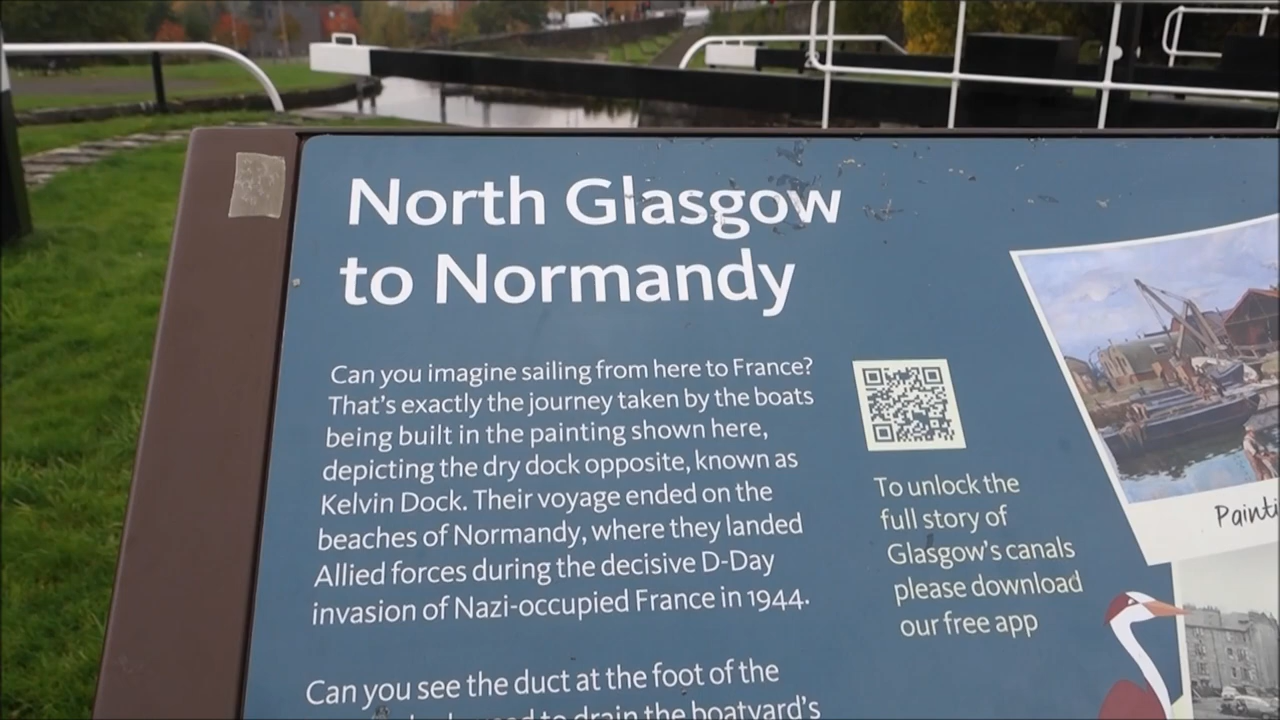 North Glasgow
to Normandy
Can you imagine sailing from here to France?
That's exactly the journey taken by the boats
being built in the painting shown here,
depicting the dry dock opposite, known as
Kelvin Dock. Their voyage ended on the
beaches of Normandy, where they landed
Allied forces during the decisive D-Day
invasion of Nazi-occupied France in 1944.
Can you see the duct at the foot of the
to drain the boatyard's
To unlock the
full story of
Glasgow's canals
please download
our free app